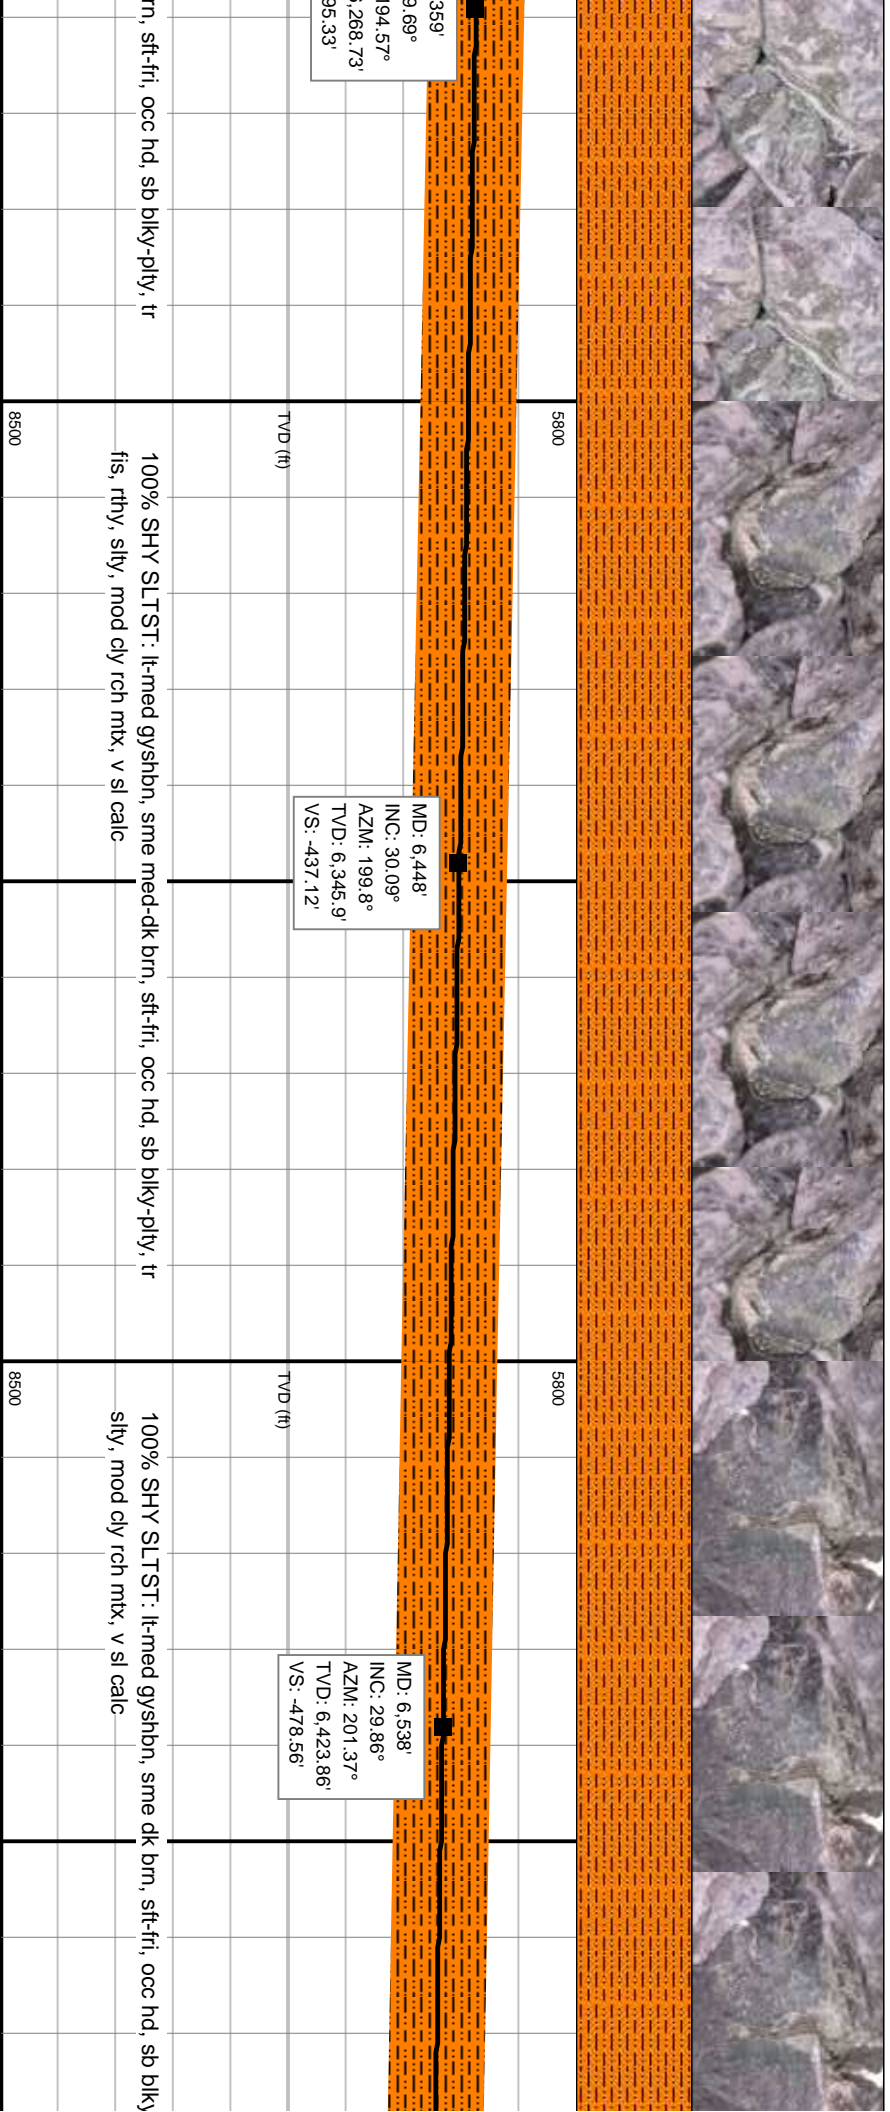 359'
9.69°
194.57°
,268.73'
95.33'
rn, sft-fri, occ hd, sb blky-plty, tr
5800
TVD (ft)
8500
100% SHY SLTST: lt-med gyshbn, sme med-dk brn, sft-fri, occ hd, sb blky-plty, tr
fis, rthy, slty, mod cly rch mtx, v sl calc
MD: 6,448'
INC: 30.09°
AZM: 199.8°
TVD: 6,345.9'
VS: -437.12'
5800
TVD (ft)
8500
100% SHY SLTST: lt-med gyshbn, sme dk brn, sft-fri, occ hd, sb blky
slty, mod cly rch mtx, v sl calc
MD: 6,538'
INC: 29.86°
AZM: 201.37°
TVD: 6,423.86'
VS: -478.56'